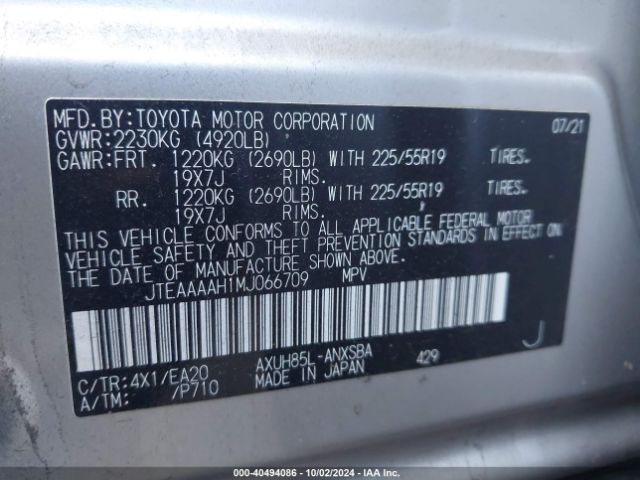 MFD.BY:TOYOTA MOTOR CORPORATION 07/21
GVWR:2230KG (4920LB)
GAWR:FRT. 1220KG (2690LB) WITH 225/55R19 TIRES.
19X7J RIMS.
RR. 1220KG (2690LB) WITH 225/55R19 TIRES.
19X7J RIMS.
THIS VEHICLE CONFORMS TO ALL APPLICABLE FEDERAL MOTOR
VEHICLE SAFETY AND THEFT PREVENTION STANDARDS IN EFFECT ON
THE DATE OF MANUFACTURE SHOWN ABOVE.
JTEAAAAH1MJ066709 MPV
J
C/TR:4X1/EA20 AXUH85L-ANXSBA 429
A/TM: /P710 MADE IN JAPAN
000-40494086 - 10/02/2024 - IAA Inc.